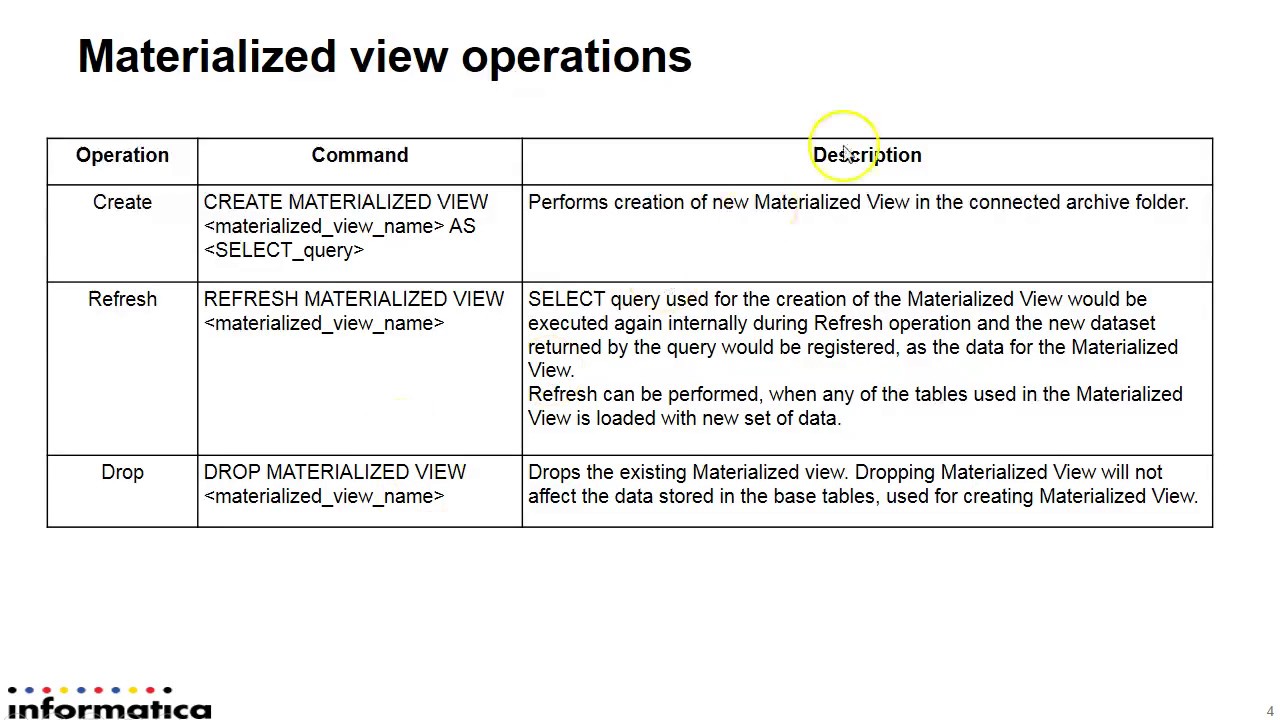 Materialized view operations
Operation
Command
Description
Create
CREATE MATERIALIZED VIEW
<materialized_view_name> AS
<SELECT_query>
Performs creation of new Materialized View in the connected archive folder.
Refresh
REFRESH MATERIALIZED VIEW
<materialized_view_name>
SELECT query used for the creation of the Materialized View would be
executed again internally during Refresh operation and the new dataset
returned by the query would be registered, as the data for the Materialized
View.
Refresh can be performed, when any of the tables used in the Materialized
View is loaded with new set of data.
Drop
DROP MATERIALIZED VIEW
<materialized_view_name>
Drops the existing Materialized view. Dropping Materialized View will not
affect the data stored in the base tables, used for creating Materialized View.
informatica
4